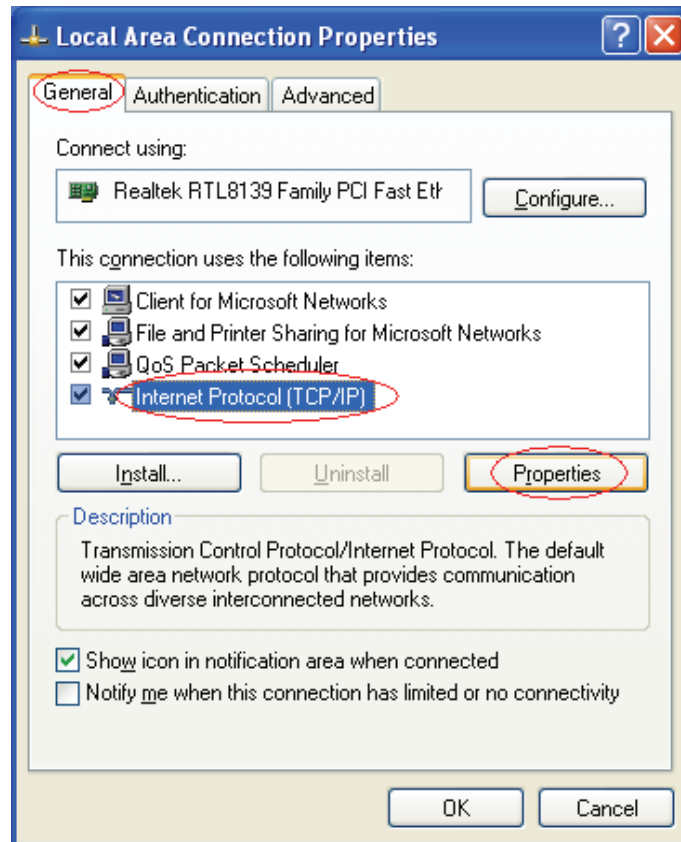 Local Area Connection Properties
General Authentication Advanced
Connect using:
Realtek RTL8139 Family PCI Fast Eth
Configure...
This connection uses the following items:
Client for Microsoft Networks
File and Printer Sharing for Microsoft Networks
QoS Packet Scheduler
Internet Protocol (TCP/IP)
Install... Uninstall Properties
Description
Transmission Control Protocol/Internet Protocol. The default
wide area network protocol that provides communication
across diverse interconnected networks.
Show icon in notification area when connected
Notify me when this connection has limited or no connectivity
OK Cancel